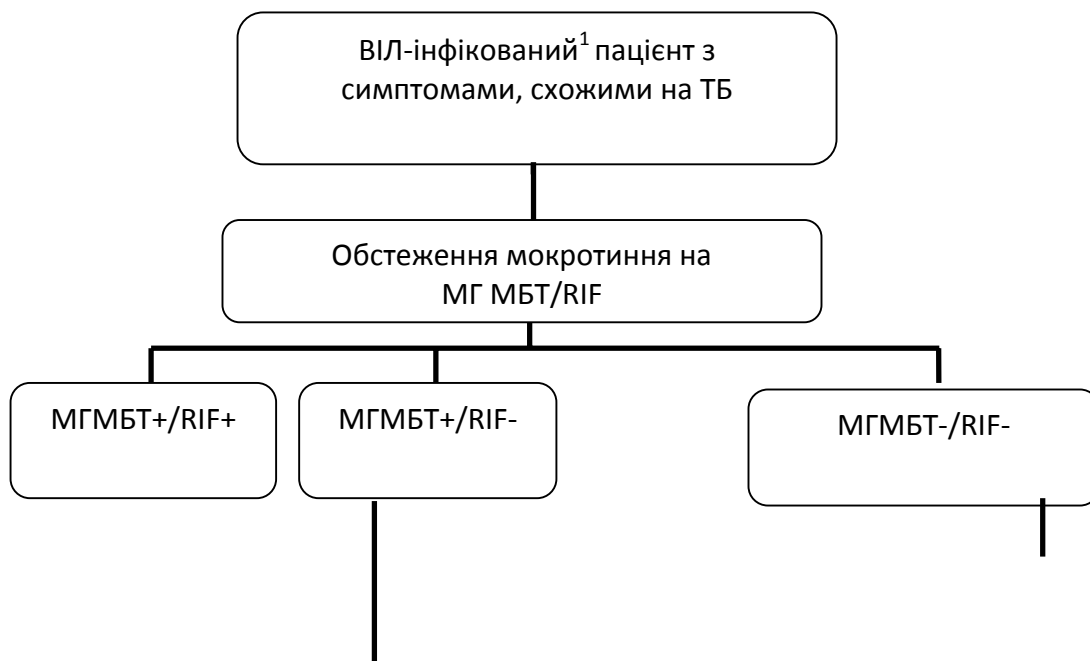 ВІЛ-інфікований¹ пацієнт з
симптомами, схожими на ТБ
Обстеження мокротиння на
МГ МБТ/RIF
МГМБТ+/RIF+
МГМБТ+/RIF-
МГМБТ-/RIF-